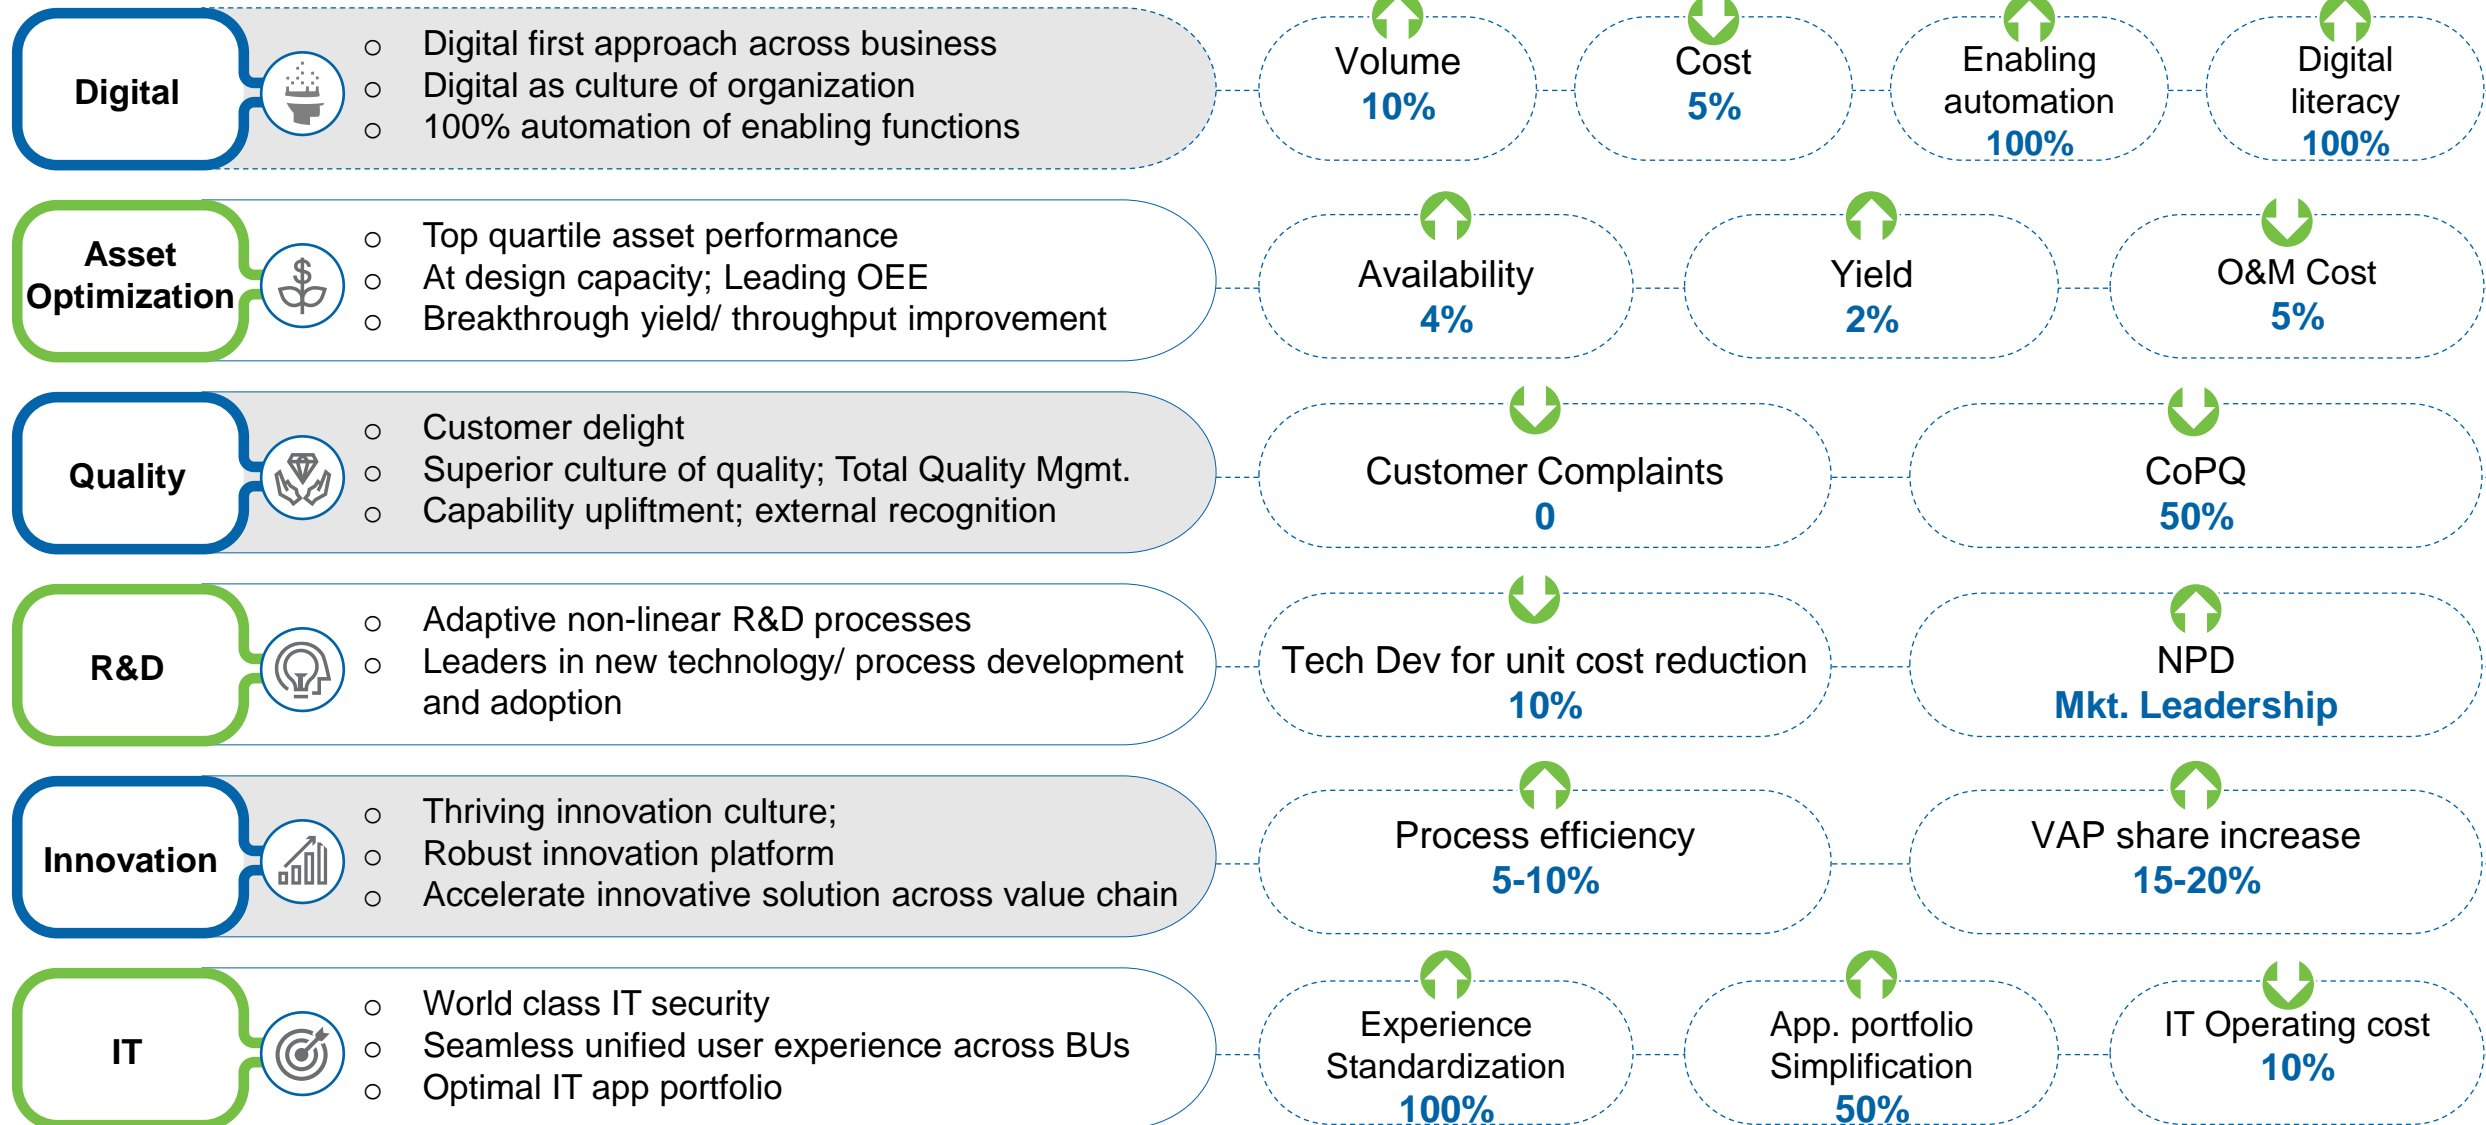 Digital
o Digital first approach across business
o Digital as culture of organization
o 100% automation of enabling functions
Volume
10%
Cost
5%
Enabling
automation
100%
Digital
literacy
100%
Asset
Optimization
o Top quartile asset performance
o At design capacity; Leading OEE
o Breakthrough yield/ throughput improvement
Availability
4%
Yield
2%
O&M Cost
5%
Quality
o Customer delight
o Superior culture of quality; Total Quality Mgmt.
o Capability upliftment; external recognition
Customer Complaints
0
CoPQ
50%
R&D
o Adaptive non-linear R&D processes
o Leaders in new technology/ process development
and adoption
Tech Dev for unit cost reduction
10%
NPD
Mkt. Leadership
Innovation
o Thriving innovation culture;
o Robust innovation platform
o Accelerate innovative solution across value chain
Process efficiency
5-10%
VAP share increase
15-20%
IT
o World class IT security
o Seamless unified user experience across BUs
o Optimal IT app portfolio
Experience
Standardization
100%
App. portfolio
Simplification
50%
IT Operating cost
10%